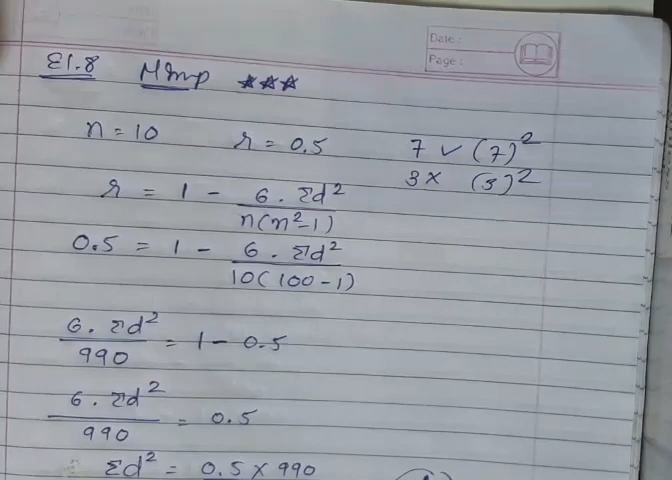 Date :
Page :
ε1.8 M Imp ☆☆☆
n = 10 r = 0.5 7 ✓ (7)²
3 × (3)²
r = 1 - 6 . Σd² / n(n²-1)
0.5 = 1 - 6 . Σd² / 10(100-1)
6 . Σd² / 990 = 1 - 0.5
6 . Σd² / 990 = 0.5
Σd² = 0.5 × 990